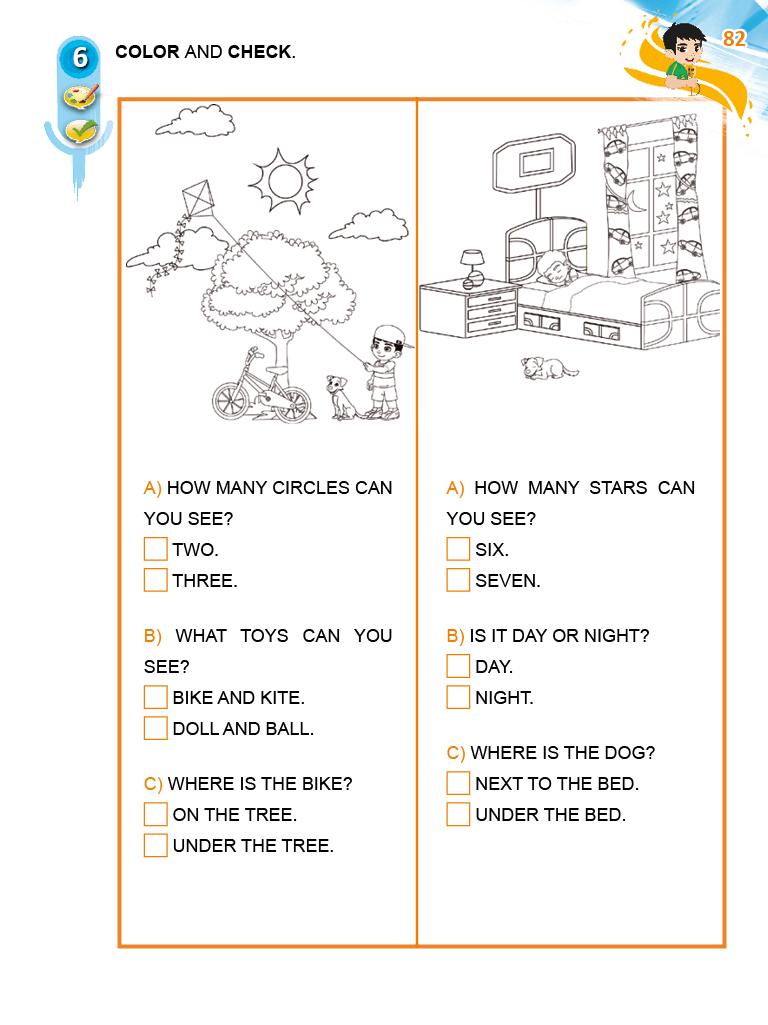 82
6 COLOR AND CHECK.
A) HOW MANY CIRCLES CAN
YOU SEE?
TWO.
THREE.
B) WHAT TOYS CAN YOU
SEE?
BIKE AND KITE.
DOLL AND BALL.
C) WHERE IS THE BIKE?
ON THE TREE.
UNDER THE TREE.
A) HOW MANY STARS CAN
YOU SEE?
SIX.
SEVEN.
B) IS IT DAY OR NIGHT?
DAY.
NIGHT.
C) WHERE IS THE DOG?
NEXT TO THE BED.
UNDER THE BED.